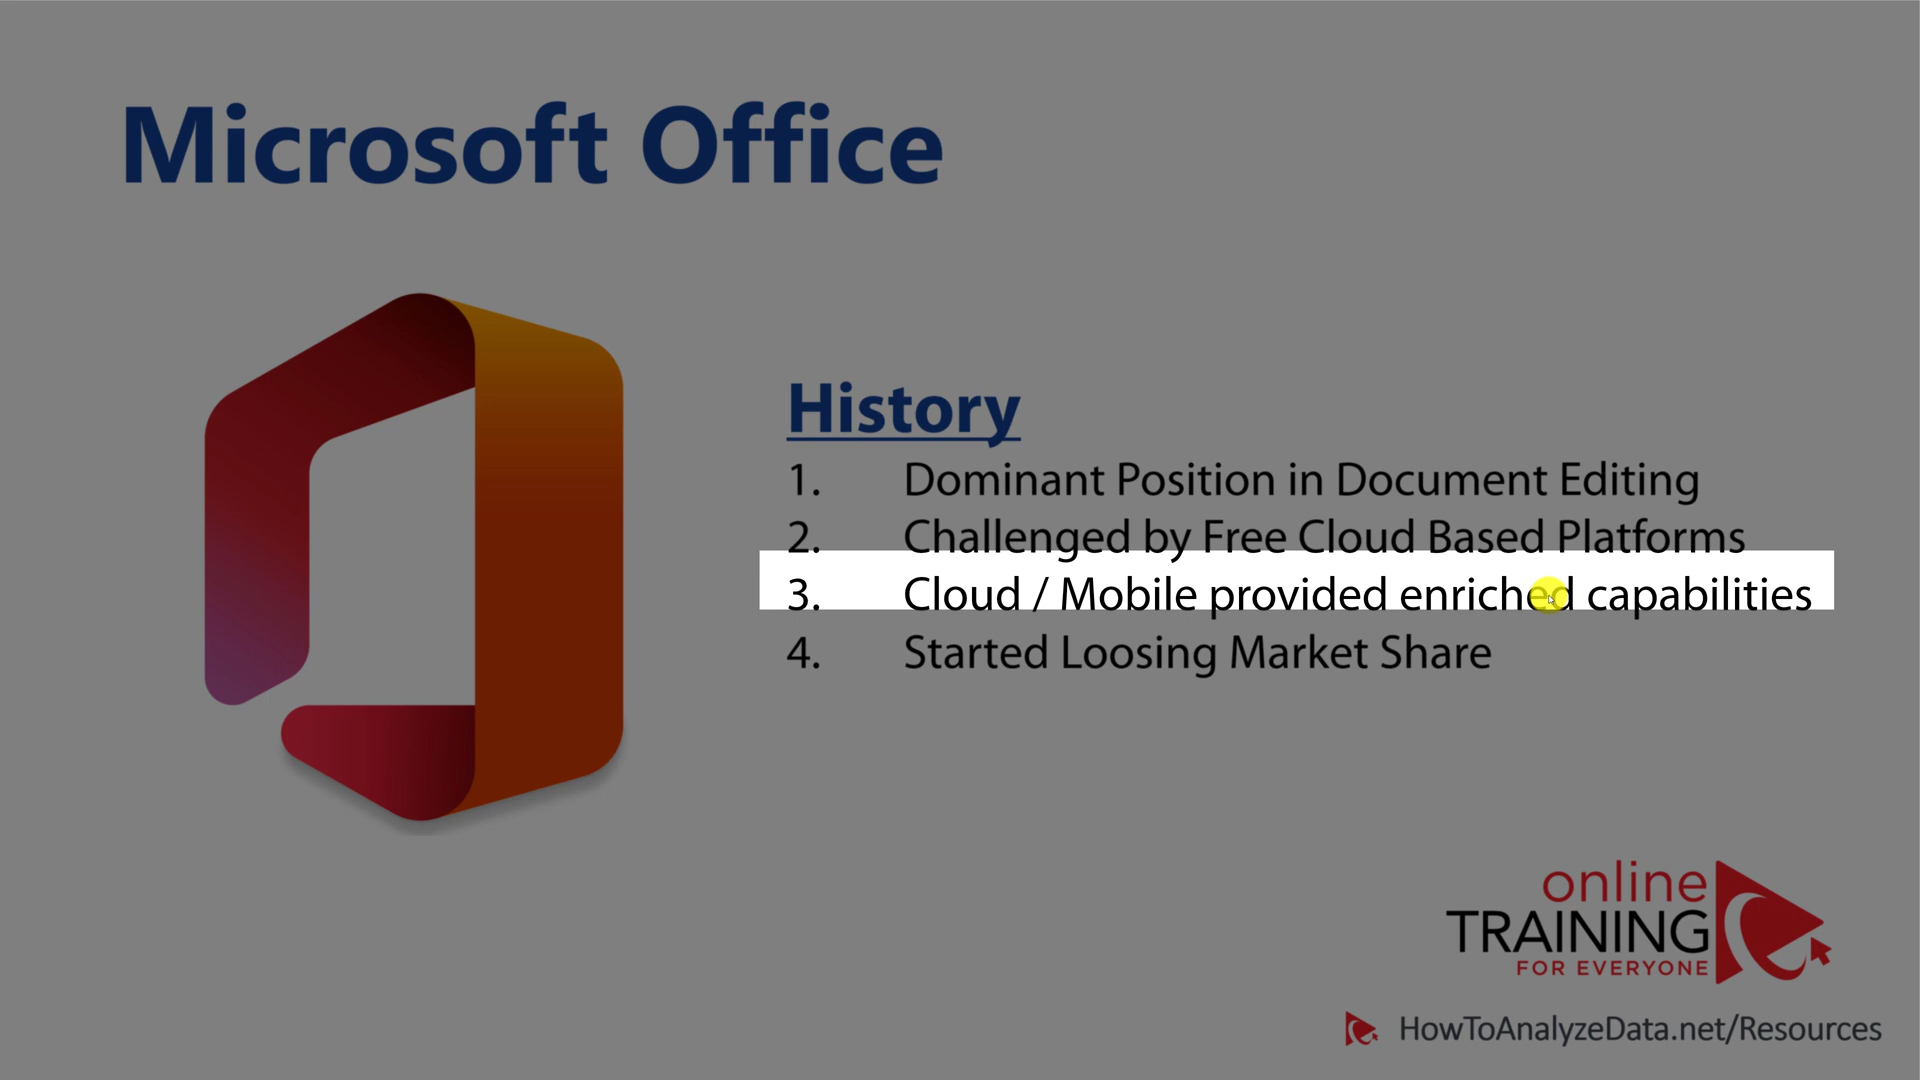 Microsoft Office
History
1. Dominant Position in Document Editing
2. Challenged by Free Cloud Based Platforms
3. Cloud / Mobile provided enriched capabilities
4. Started Loosing Market Share
online
TRAINING
FOR EVERYONE
HowToAnalyzeData.net/Resources